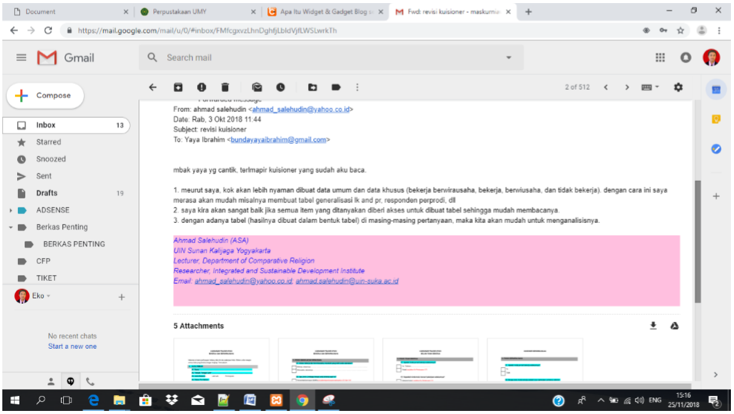 Document
Perpustakaan UMY
Apa Itu Widget & Gadget Blog d
Fwd: revisi kuisioner - maskumie
Gmail
Search mail
Compose
2 of 512
Inbox 13
Starred
Snoozed
Sent
Drafts 19
ADSENSE
Berkas Penting
BERKAS PENTING
CFP
TIKET
Eko
No recent chats
Start a new one
Forwarded message
From: ahmad salehudin <ahmad_salehudin@yahoo.co.id>
Date: Rab, 3 Okt 2018 11.44
Subject: revisi kuisioner
To: Yaya Ibrahim <bundayayaibrahim@gmail.com>
mbak yaya yg cantik, terlmapir kuisioner yang sudah aku baca.
1. meurut saya, kok akan lebih nyaman dibuat data umum dan data khusus (bekerja berwirausaha, bekerja, berwiusaha, dan tidak bekerja). dengan cara ini saya
merasa akan mudah misalnya membuat tabel generalisasi lk and pr, responden perprodi, dll
2. saya kira akan sangat baik jika semua item yang ditanyakan diberi akses untuk dibuat tabel sehingga mudah membacanya.
3. dengan adanya tabel (hasilnya dibuat dalam bentuk tabel) di masing-masing pertanyaan, maka kita akan mudah untuk menganalisisnya.
Ahmad Salehudin (ASA)
UIN Sunan Kalijaga Yogyakarta
Lecturer, Department of Comparative Religion
Researcher, Integrated and Sustainable Development Institute
Email: ahmad_salehudin@yahoo.co.id; ahmad.salehudin@uin-suka.ac.id
5 Attachments
ENG
15:16
25/11/2018